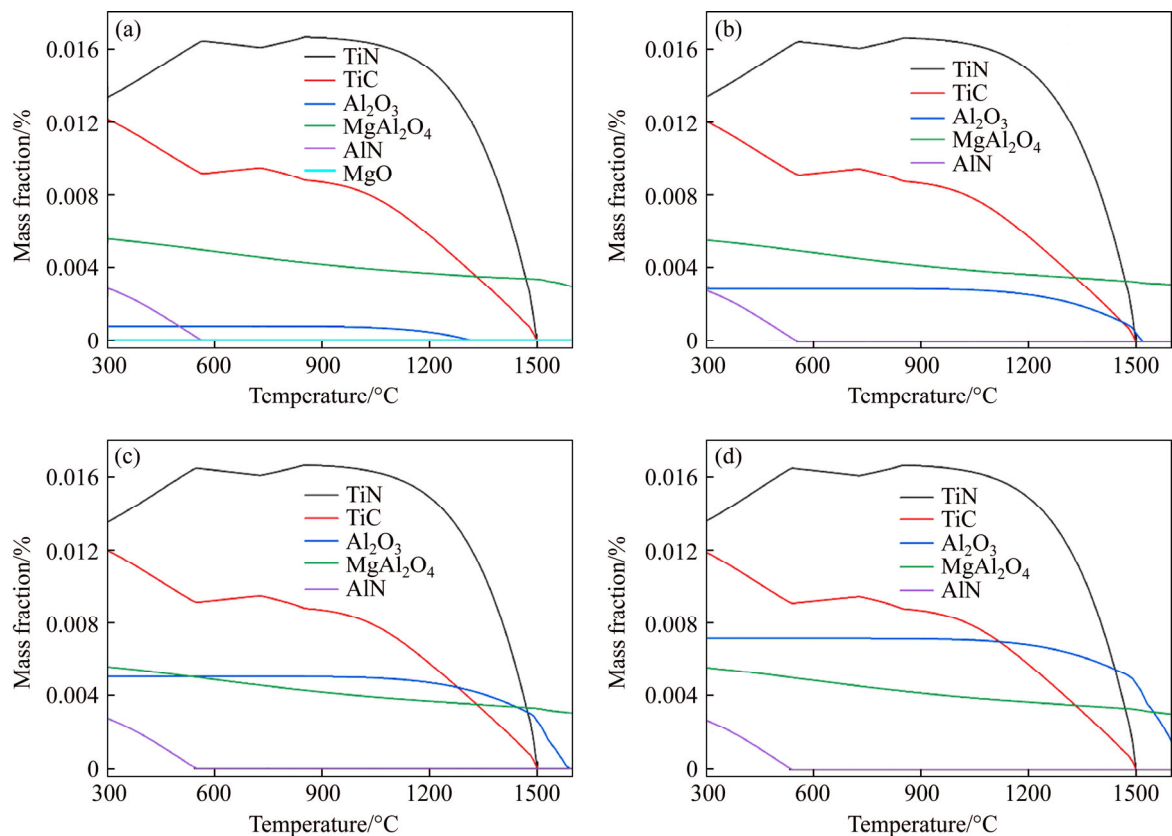 (a)
Mass fraction/%
0.016
0.012
0.008
0.004
0
TiN
TiC
Al₂O₃
MgAl₂O₄
AlN
MgO
300 600 900 1200 1500
Temperature/°C
(b)
Mass fraction/%
0.016
0.012
0.008
0.004
0
TiN
TiC
Al₂O₃
MgAl₂O₄
AlN
300 600 900 1200 1500
Temperature/°C
(c)
Mass fraction/%
0.016
0.012
0.008
0.004
0
TiN
TiC
Al₂O₃
MgAl₂O₄
AlN
300 600 900 1200 1500
Temperature/°C
(d)
Mass fraction/%
0.016
0.012
0.008
0.004
0
TiN
TiC
Al₂O₃
MgAl₂O₄
AlN
300 600 900 1200 1500
Temperature/°C